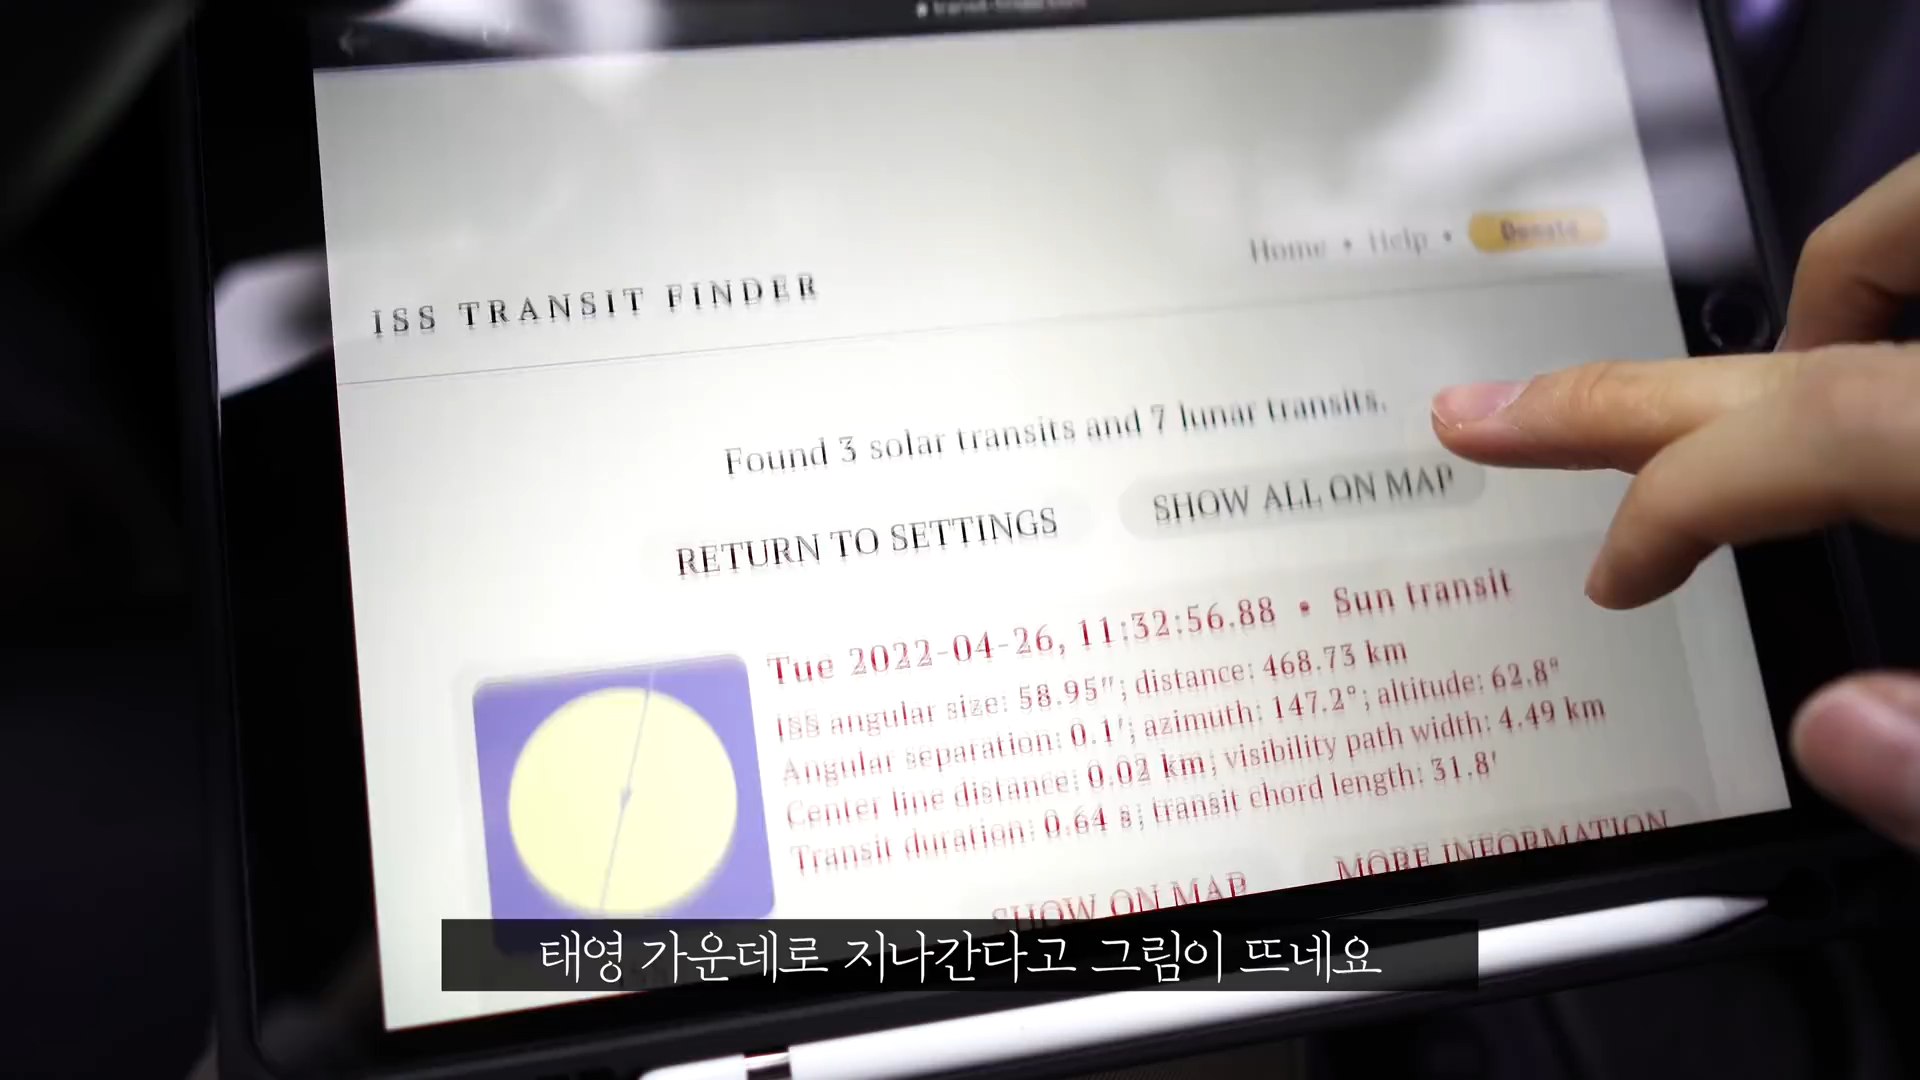 Home • Help • Donate
ISS TRANSIT FINDER
Found 3 solar transits and 7 lunar transits.
RETURN TO SETTINGS
SHOW ALL ON MAP
Tue 2022-04-26, 11:32:56.88 • Sun transit
ISS angular size: 58.95″; distance: 468.73 km
Angular separation: 0.1′; azimuth: 147.2°; altitude: 62.8°
Center line distance: 0.02 km; visibility path width: 4.49 km
Transit duration: 0.64 s; transit chord length: 31.8′
SHOW ON MAP
MORE INFORMATION
태영 가운데로 지나간다고 그림이 뜨네요